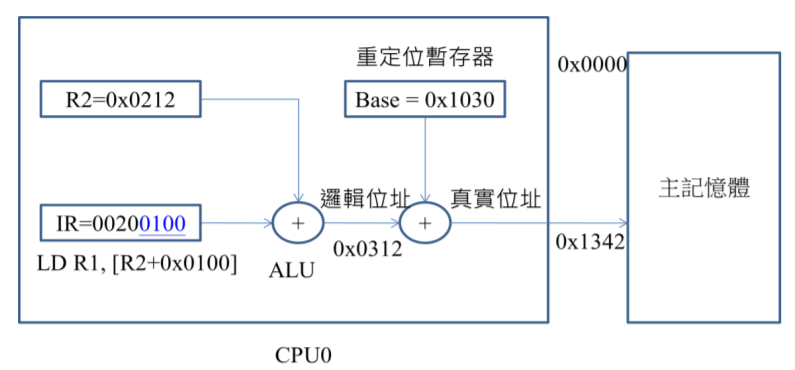 重定位暫存器
0x0000
R2=0x0212
Base = 0x1030
主記憶體
邏輯位址
真實位址
IR=00200100
+
+
0x0312
0x1342
LD R1, [R2+0x0100]
ALU
CPU0